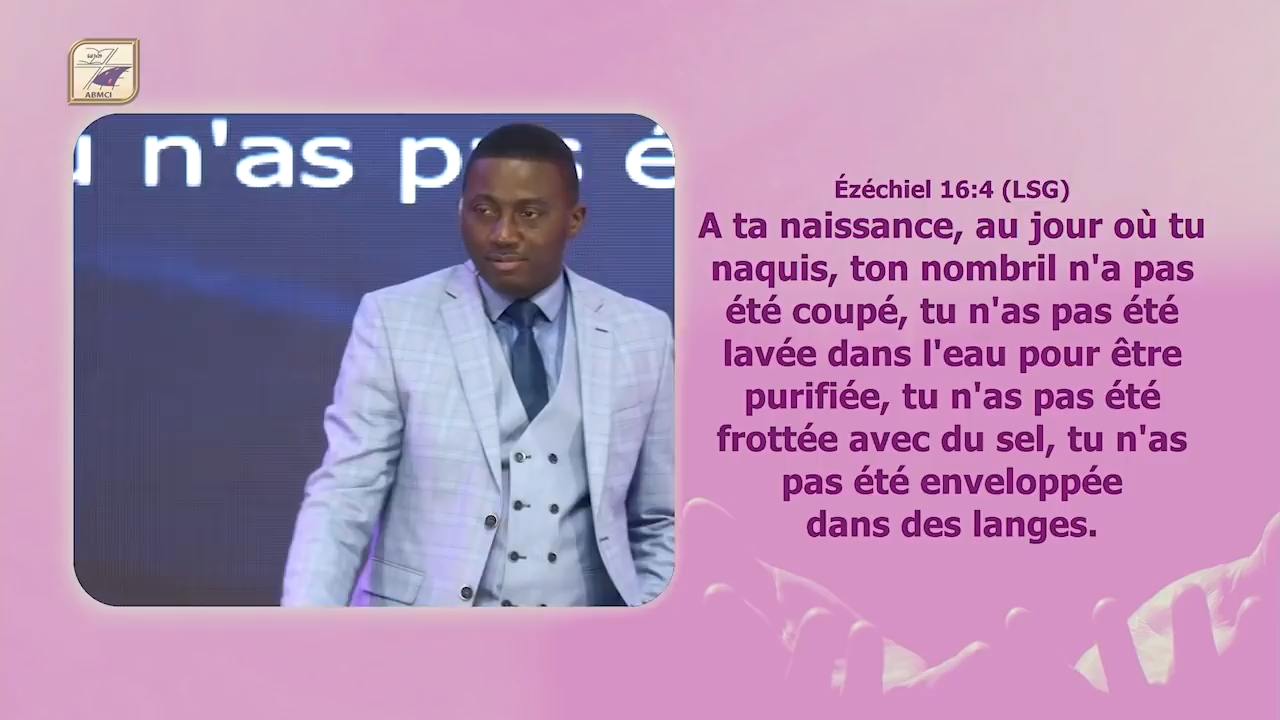 ABMCI
u n'as p
s é
Ézéchiel 16:4 (LSG)
A ta naissance, au jour où tu
naquis, ton nombril n'a pas
été coupé, tu n'as pas été
lavée dans l'eau pour être
purifiée, tu n'as pas été
frottée avec du sel, tu n'as
pas été enveloppée
dans des langes.